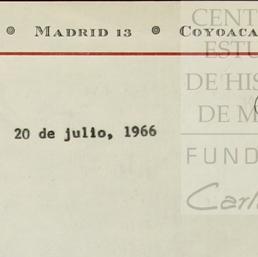 • MADRID 13 • COYOACA
CENT
ESTU
DE HIS
DE M
FUND
Carl
20 de julio, 1966